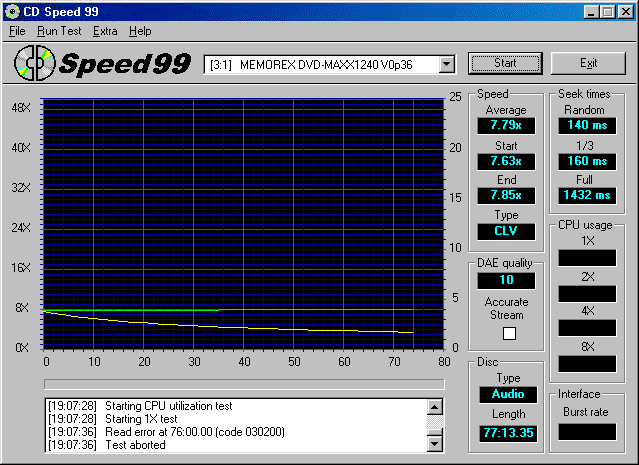 CD Speed 99
File Run Test Extra Help
Speed99
[3:1] MEMOREX DVD-MAXX1240 V0p36
Start
Exit
48X
40X
32X
24X
16X
8X
0X
25
20
15
10
5
0
0 10 20 30 40 50 60 70 80
Speed
Average
7.79x
Start
7.63x
End
7.85x
Type
CLV
DAE quality
10
Accurate
Stream
Disc
Type
Audio
Length
77:13.35
Seek times
Random
140 ms
1/3
160 ms
Full
1432 ms
CPU usage
1X
2X
4X
8X
Interface
Burst rate
[19:07:28] Starting CPU utilization test
[19:07:28] Starting 1X test
[19:07:36] Read error at 76:00.00 (code 030200)
[19:07:36] Test aborted